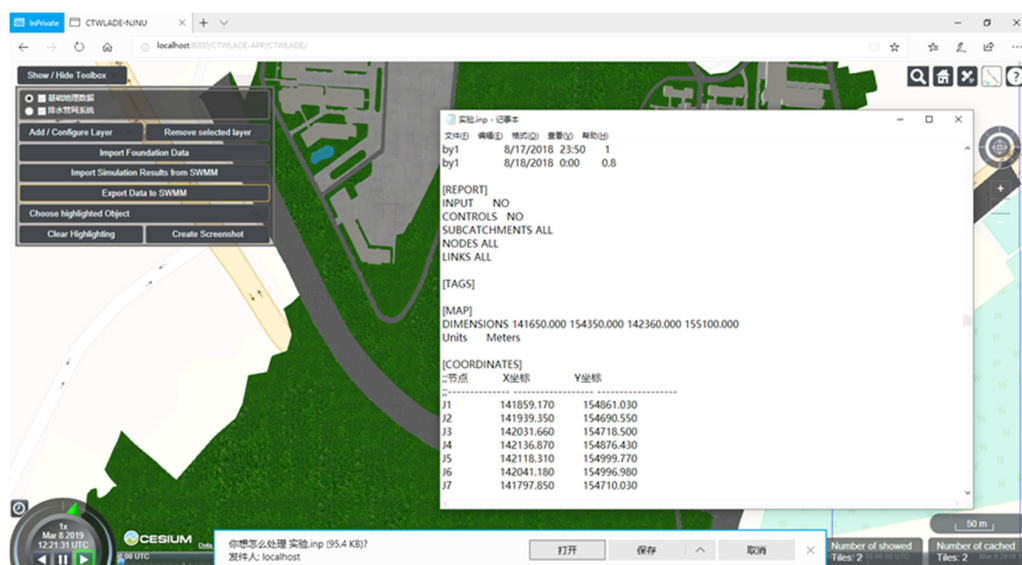 InPrivate
CTWLADE-NJNU
localhost:8000/CTWLADE-APP/CTWLADE/
Show / Hide Toolbox
基础地理数据
排水管网系统
Add / Configure Layer
Remove selected layer
Import Foundation Data
Import Simulation Results from SWMM
Export Data to SWMM
Choose highlighted Object
Clear Highlighting
Create Screenshot
实验.inp - 记事本
文件(F) 编辑(E) 格式(O) 查看(V) 帮助(H)
by1 8/17/2018 23:50 1
by1 8/18/2018 0:00 0.8
[REPORT]
INPUT NO
CONTROLS NO
SUBCATCHMENTS ALL
NODES ALL
LINKS ALL
[TAGS]
[MAP]
DIMENSIONS 141650.000 154350.000 142360.000 155100.000
Units Meters
[COORDINATES]
;;节点 X坐标 Y坐标
;;-------------- ---------------- ----------------
J1 141859.170 154861.030
J2 141939.350 154690.550
J3 142031.660 154718.500
J4 142136.870 154876.430
J5 142118.310 154999.770
J6 142041.180 154996.980
J7 141797.850 154710.030
50 m
1x
Mar 8 2019
12:21:31 UTC
CESIUM
Data
:00 UTC
你想怎么处理 实验.inp (95.4 KB)?
发件人: localhost
打开
保存
取消
Number of showed
Tiles: 2
Number of cached
Tiles: 2